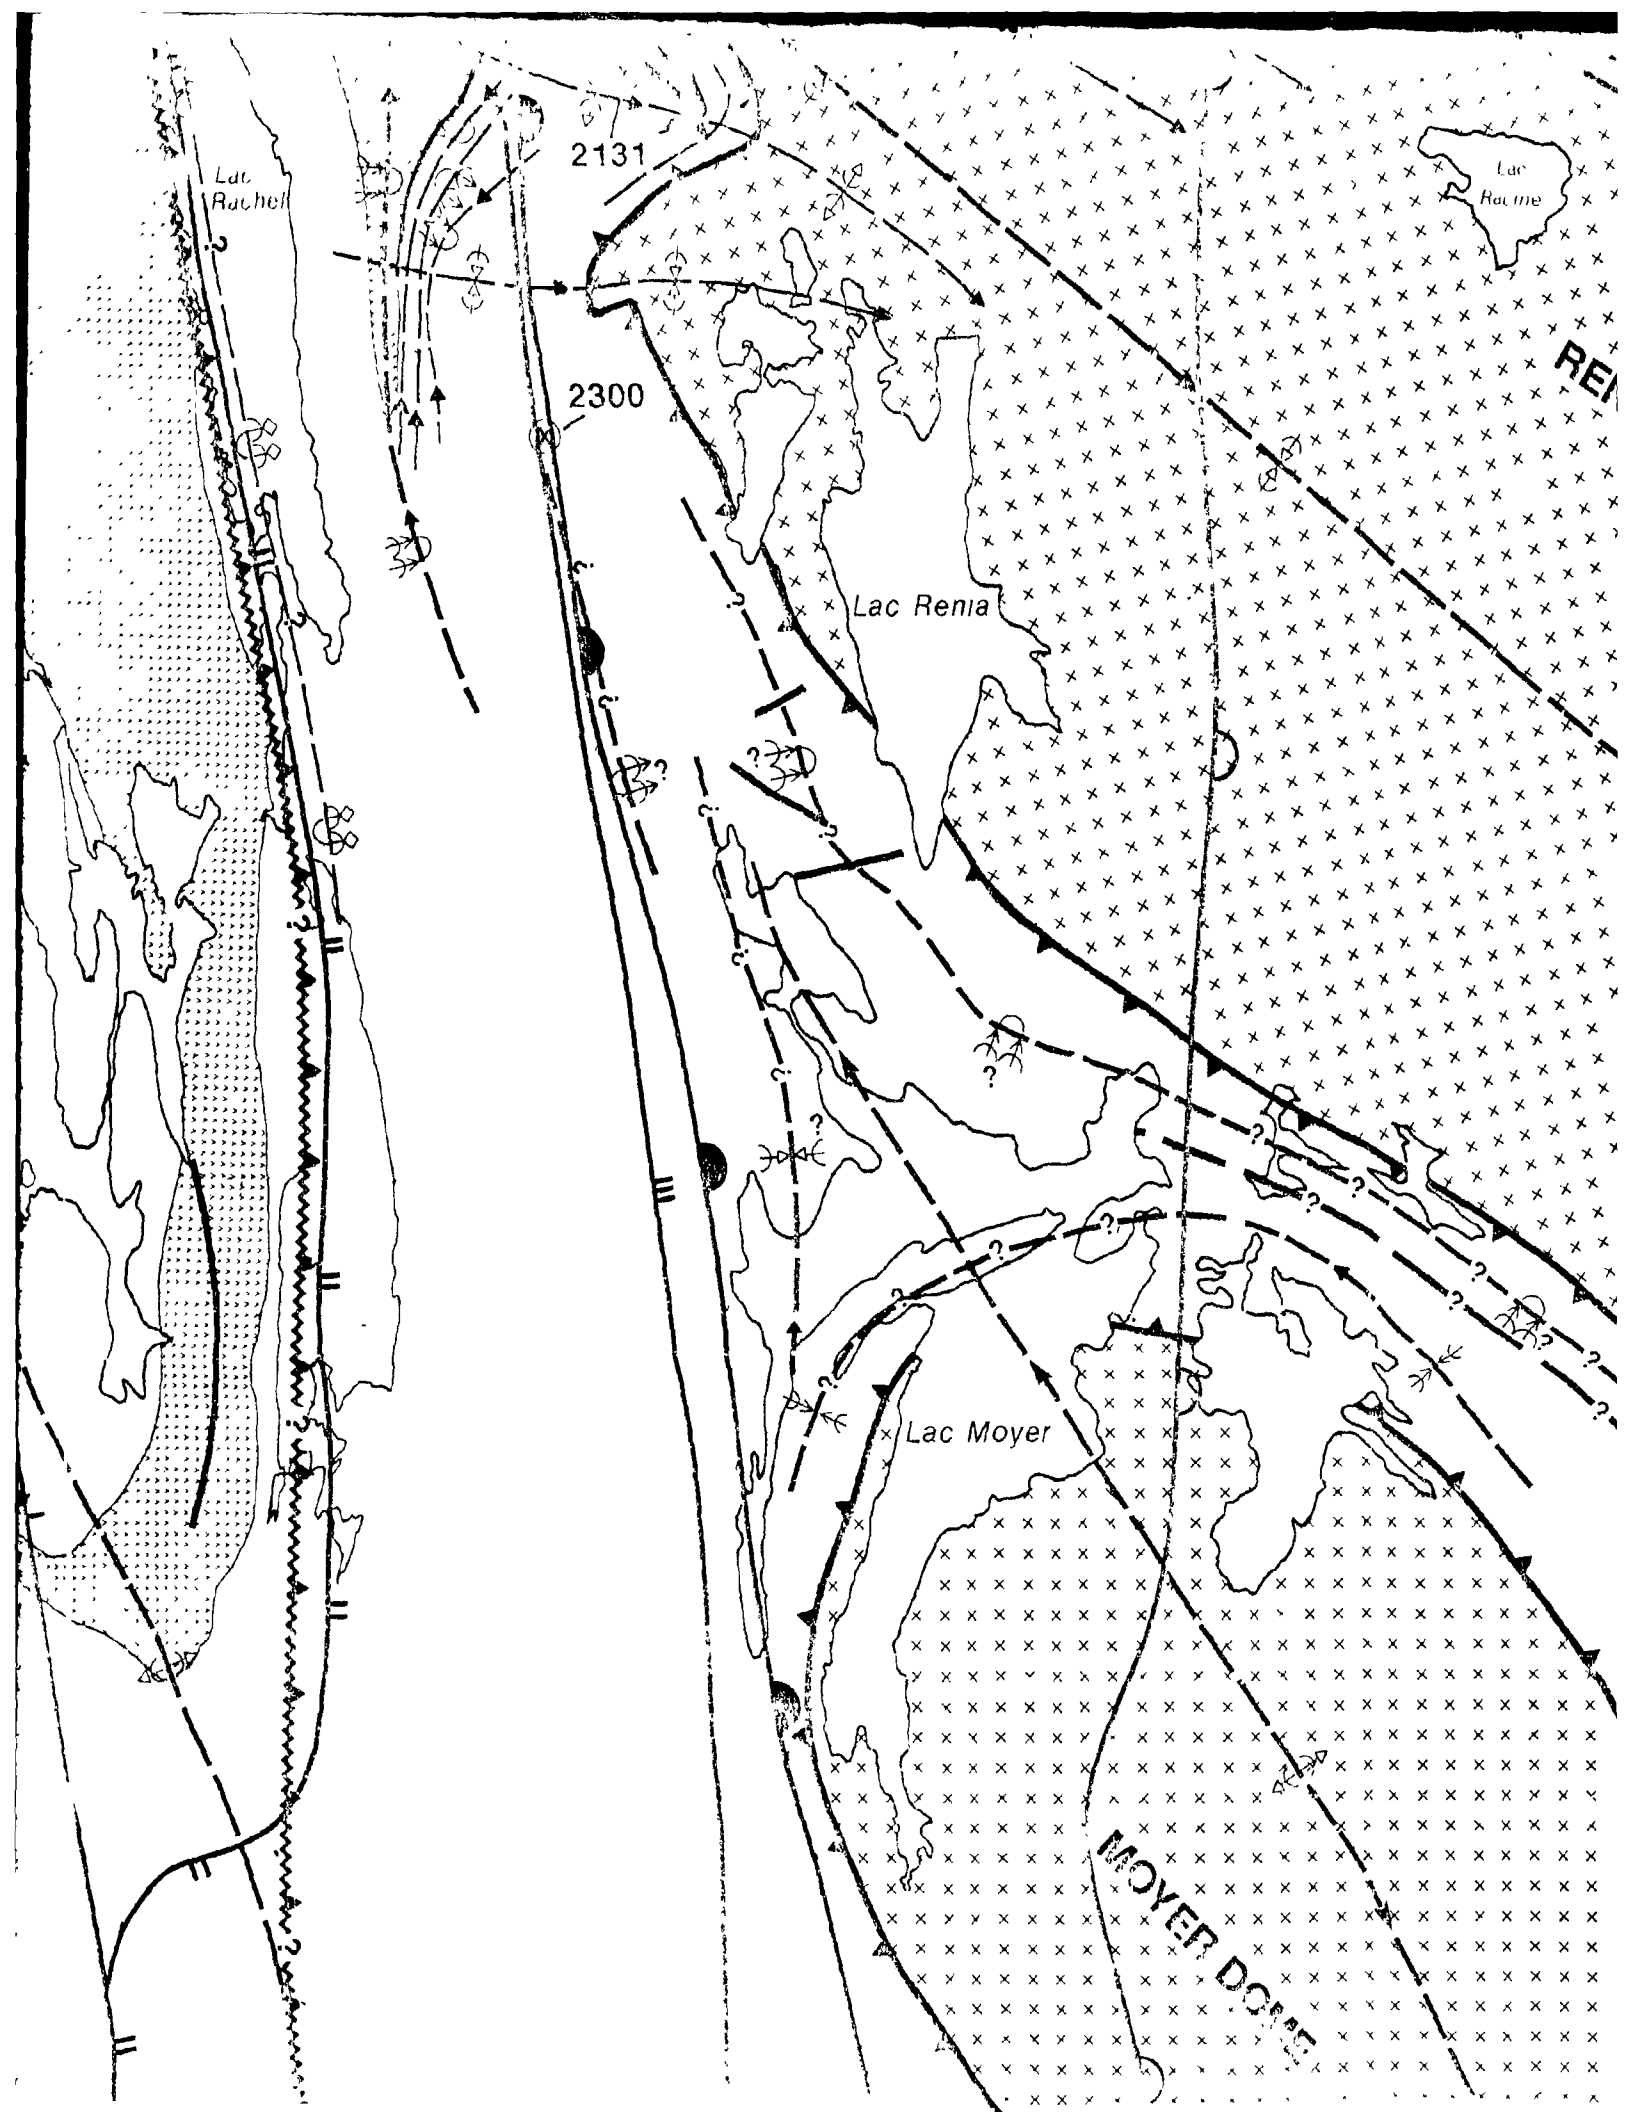 2131
Lac
Rachel
Lac
Racine
2300
Lac Renia
Lac Moyer
MOYER DOME